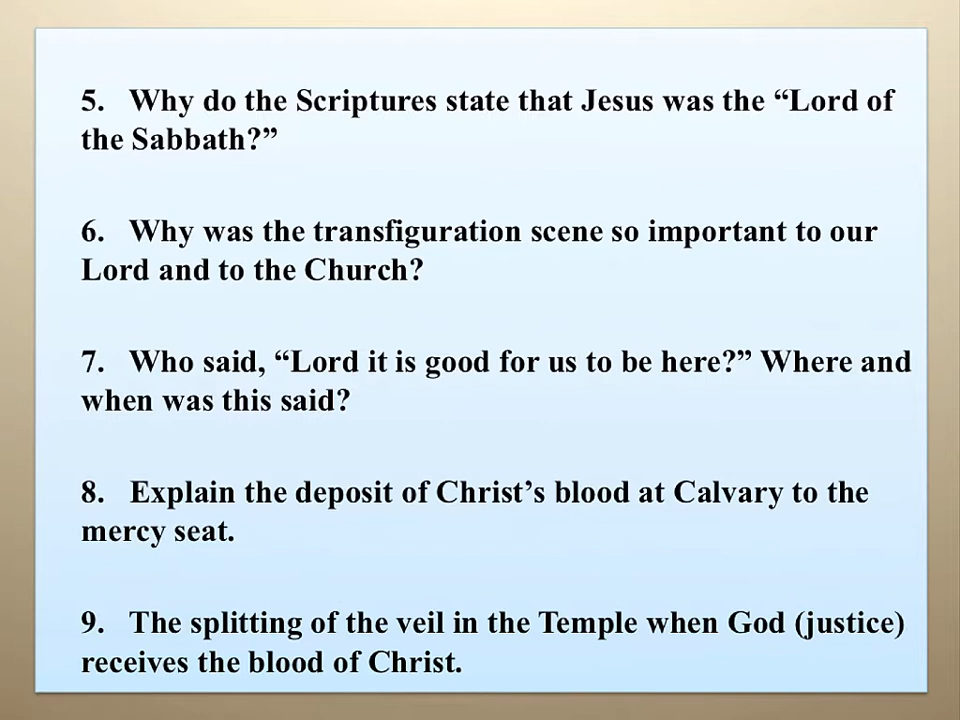 5. Why do the Scriptures state that Jesus was the “Lord of
the Sabbath?”
6. Why was the transfiguration scene so important to our
Lord and to the Church?
7. Who said, “Lord it is good for us to be here?” Where and
when was this said?
8. Explain the deposit of Christ’s blood at Calvary to the
mercy seat.
9. The splitting of the veil in the Temple when God (justice)
receives the blood of Christ.